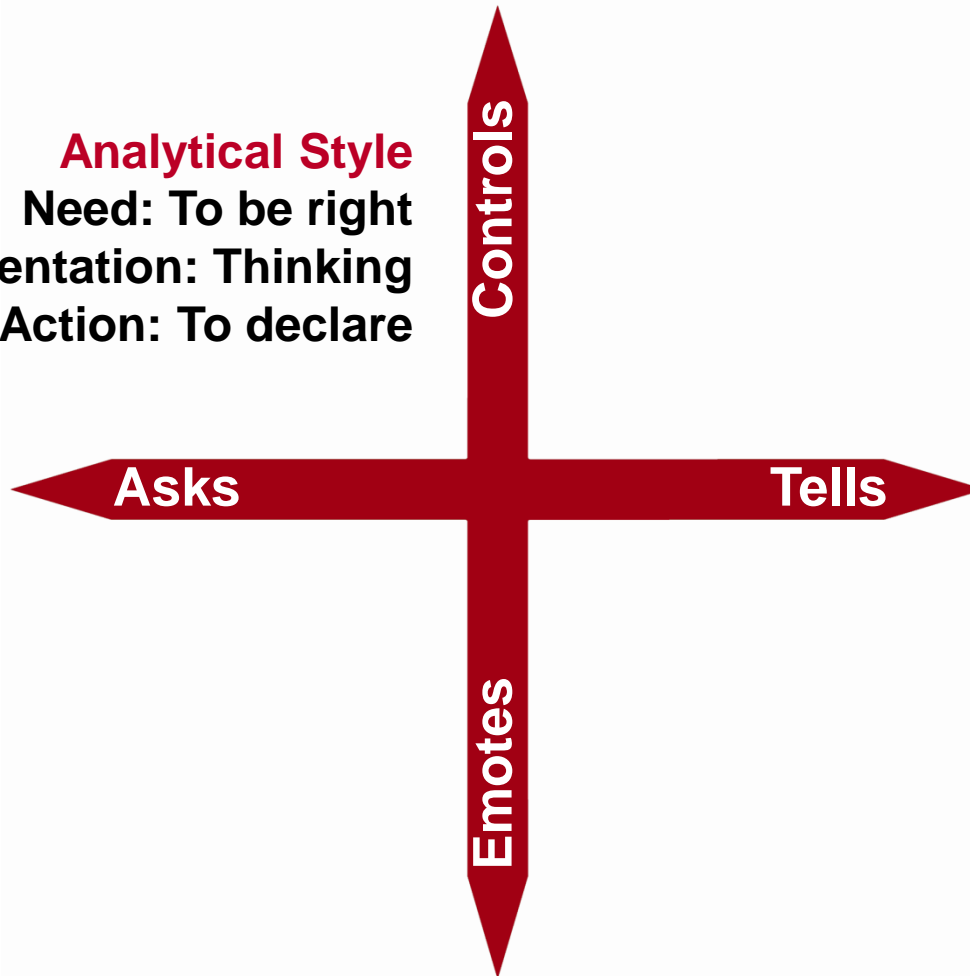 Analytical Style
Need: To be right
entation: Thinking
Action: To declare
Controls
Asks
Tells
Emotes